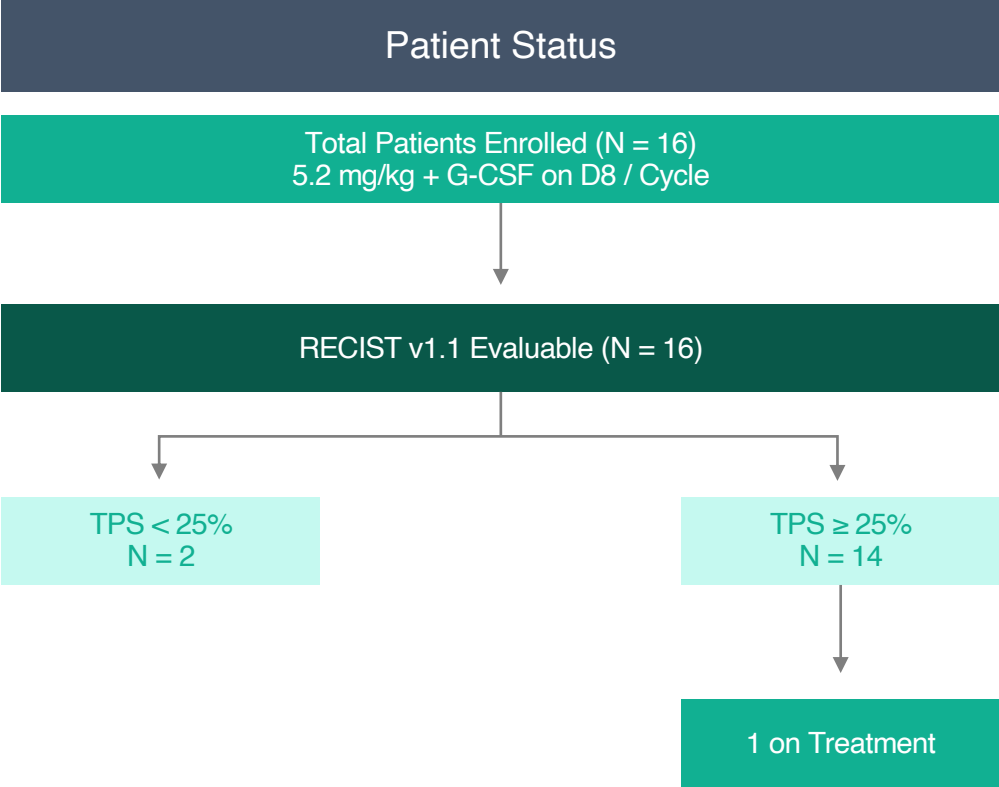 Patient Status
Total Patients Enrolled (N = 16)
5.2 mg/kg + G-CSF on D8 / Cycle
RECIST v1.1 Evaluable (N = 16)
TPS < 25%
N = 2
TPS ≥ 25%
N = 14
1 on Treatment